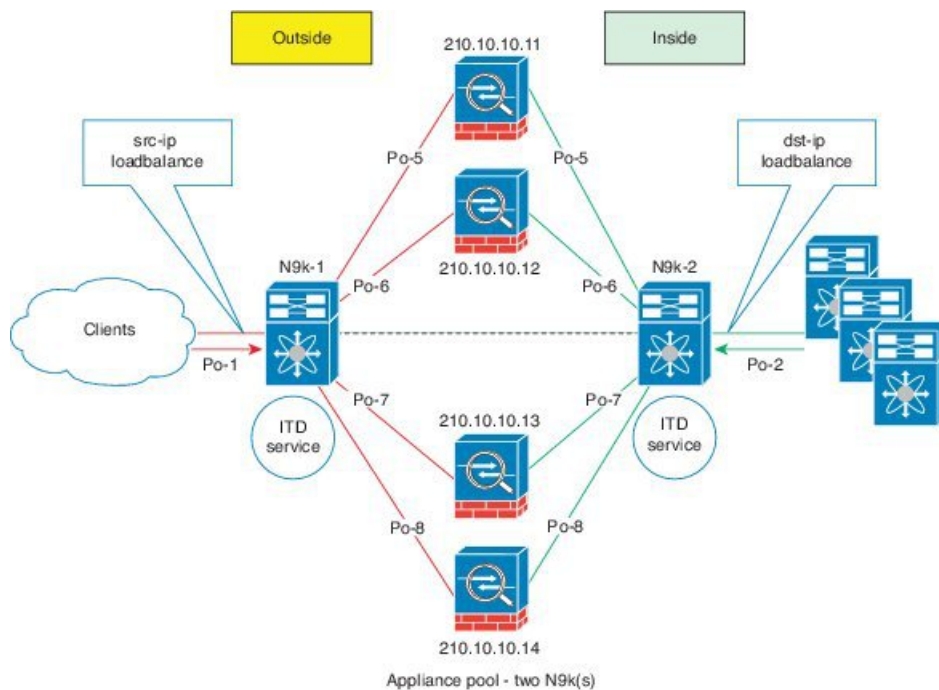 Outside
Inside
210.10.10.11
src-ip
loadbalance
dst-ip
loadbalance
Po-5
Po-5
N9k-1
210.10.10.12
N9k-2
Po-6
Po-6
Clients
Po-1
Po-2
Po-7
Po-7
ITD
service
210.10.10.13
ITD
service
Po-8
Po-8
210.10.10.14
Appliance pool - two N9k(s)